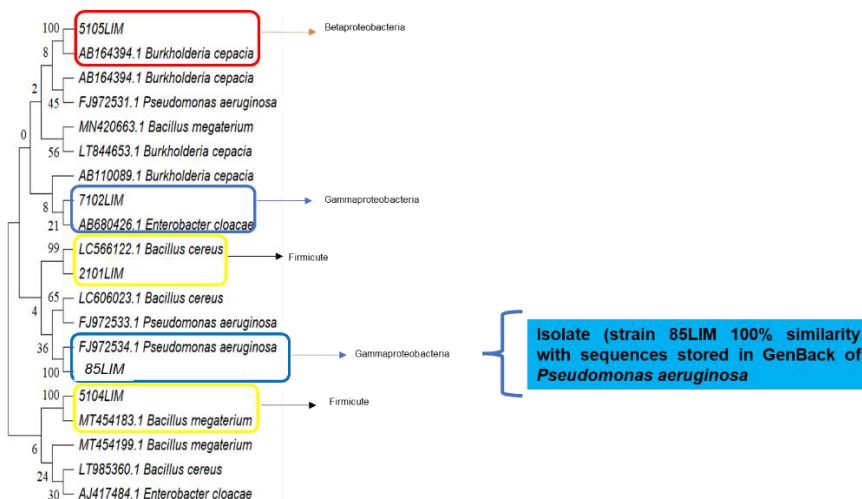 100
5105LIM
Betaproteobacteria
8
AB164394.1 Burkholderia cepacia
2
AB164394.1 Burkholderia cepacia
45
FJ972531.1 Pseudomonas aeruginosa
0
MN420663.1 Bacillus megaterium
56
LT844653.1 Burkholderia cepacia
AB110089.1 Burkholderia cepacia
7102LIM
Gammaproteobacteria
8
21
AB680426.1 Enterobacter cloacae
99
LC566122.1 Bacillus cereus
Firmicute
2101LIM
65
LC606023.1 Bacillus cereus
4
FJ972533.1 Pseudomonas aeruginosa
36
FJ972534.1 Pseudomonas aeruginosa
Gammaproteobacteria
100
85LIM
Isolate (strain 85LIM 100% similarity
with sequences stored in GenBack of
Pseudomonas aeruginosa
100
5104LIM
Firmicute
MT454183.1 Bacillus megaterium
6
MT454199.1 Bacillus megaterium
24
LT985360.1 Bacillus cereus
30
AJ417484.1 Enterobacter cloacae